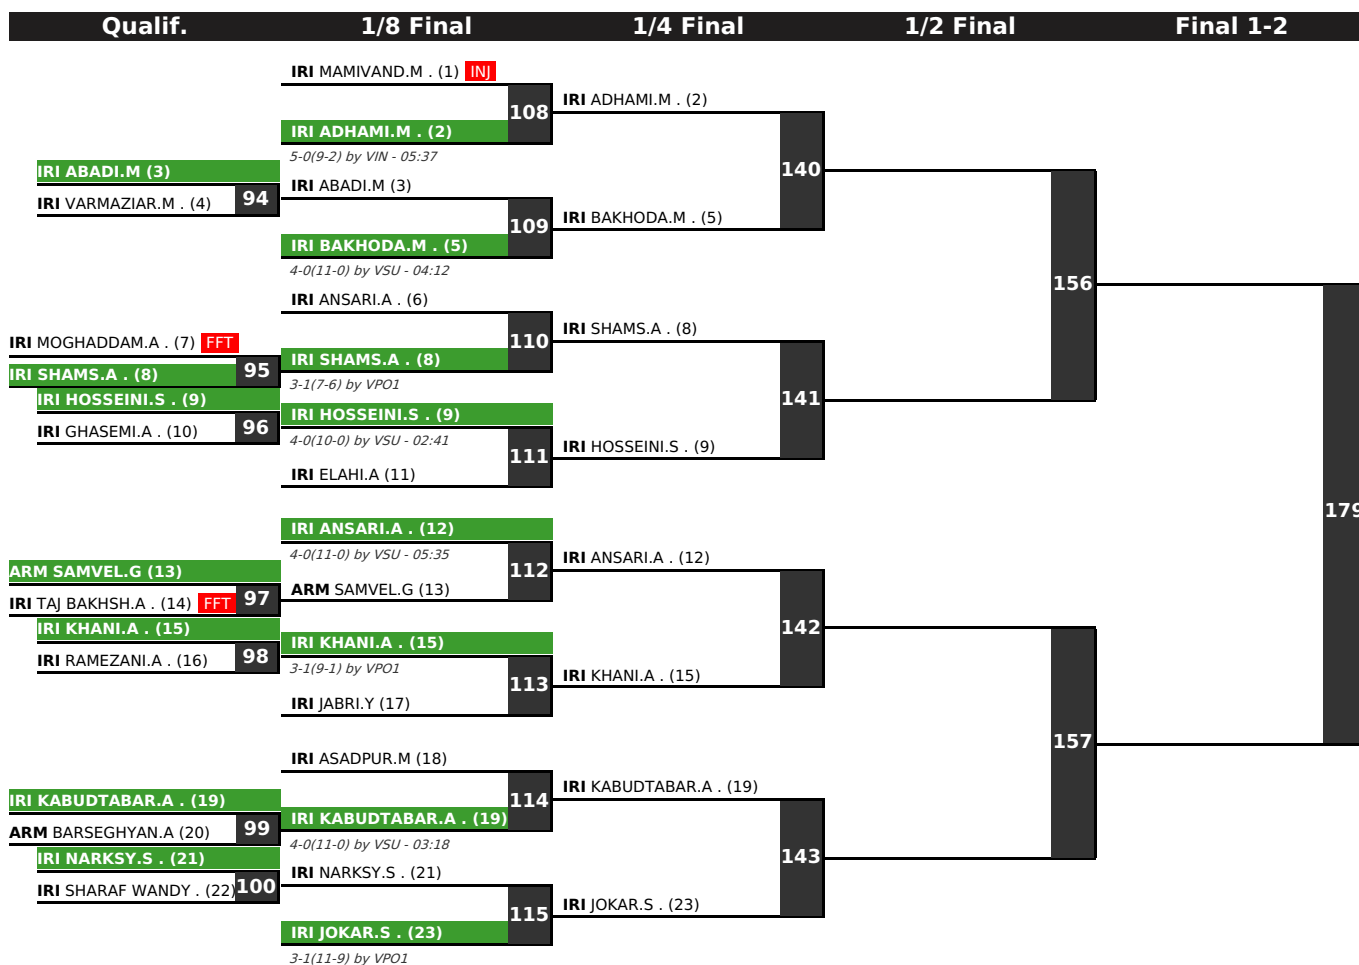 Qualif.
1/8 Final
1/4 Final
1/2 Final
Final 1-2
IRI ABADI.M (3)
IRI VARMAZIAR.M . (4)
94
IRI MOGHADDAM.A . (7) FFT
IRI SHAMS.A . (8)
95
IRI HOSSEINI.S . (9)
IRI GHASEMI.A . (10)
96
ARM SAMVEL.G (13)
IRI TAJ BAKHSH.A . (14) FFT
97
IRI KHANI.A . (15)
IRI RAMEZANI.A . (16)
98
IRI KABUDTABAR.A . (19)
ARM BARSEGHYAN.A (20)
99
IRI NARKSY.S . (21)
IRI SHARAF WANDY . (22)
100
IRI MAMIVAND.M . (1) INJ
108
IRI ADHAMI.M . (2)
5-0(9-2) by VIN - 05:37
IRI ABADI.M (3)
109
IRI BAKHODA.M . (5)
4-0(11-0) by VSU - 04:12
IRI ANSARI.A . (6)
110
IRI SHAMS.A . (8)
3-1(7-6) by VPO1
IRI HOSSEINI.S . (9)
4-0(10-0) by VSU - 02:41
111
IRI ELAHI.A (11)
IRI ANSARI.A . (12)
4-0(11-0) by VSU - 05:35
112
ARM SAMVEL.G (13)
IRI KHANI.A . (15)
3-1(9-1) by VPO1
113
IRI JABRI.Y (17)
IRI ASADPUR.M (18)
114
IRI KABUDTABAR.A . (19)
4-0(11-0) by VSU - 03:18
IRI NARKSY.S . (21)
115
IRI JOKAR.S . (23)
3-1(11-9) by VPO1
IRI ADHAMI.M . (2)
140
IRI BAKHODA.M . (5)
IRI SHAMS.A . (8)
141
IRI HOSSEINI.S . (9)
IRI ANSARI.A . (12)
142
IRI KHANI.A . (15)
IRI KABUDTABAR.A . (19)
143
IRI JOKAR.S . (23)
156
157
179